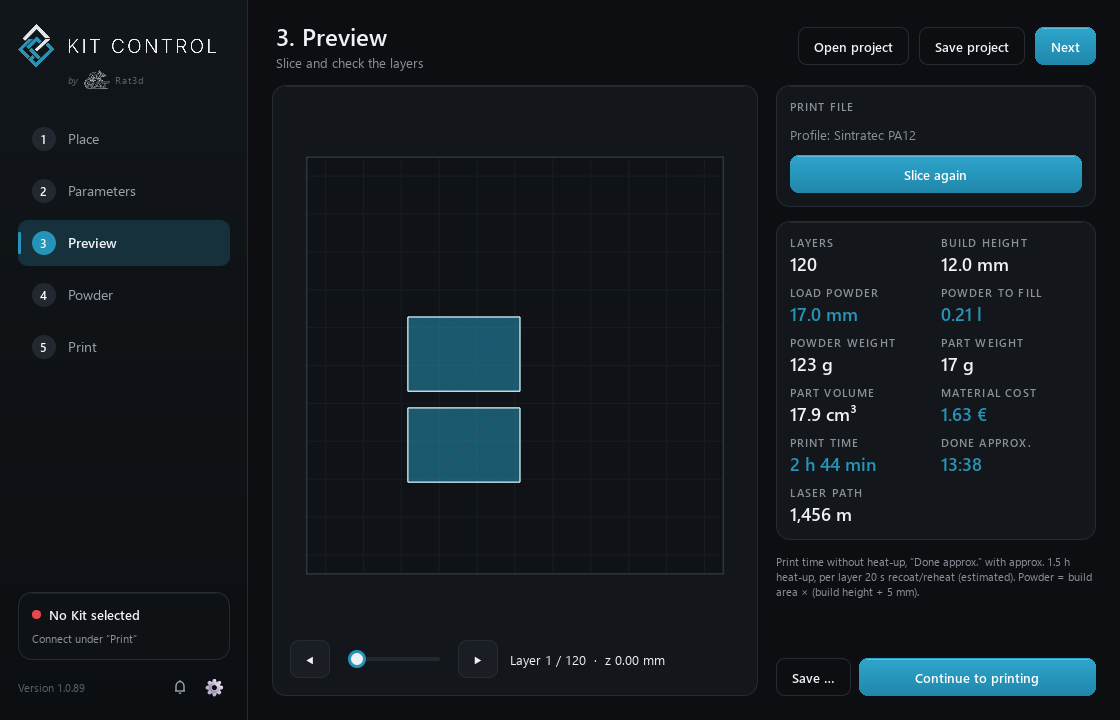 KIT CONTROL
by Rat3d
1 Place
2 Parameters
3 Preview
4 Powder
5 Print
No Kit selected
Connect under "Print"
Version 1.0.89
3. Preview
Slice and check the layers
Open project
Save project
Next
Layer 1 / 120 · z 0.00 mm
PRINT FILE
Profile: Sintratec PA12
Slice again
LAYERS BUILD HEIGHT
120 12.0 mm
LOAD POWDER POWDER TO FILL
17.0 mm 0.21 l
POWDER WEIGHT PART WEIGHT
123 g 17 g
PART VOLUME MATERIAL COST
17.9 cm³ 1.63 €
PRINT TIME DONE APPROX.
2 h 44 min 13:38
LASER PATH
1,456 m
Print time without heat-up, "Done approx." with approx. 1.5 h
heat-up, per layer 20 s recoat/reheat (estimated). Powder = build
area × (build height + 5 mm).
Save ...
Continue to printing